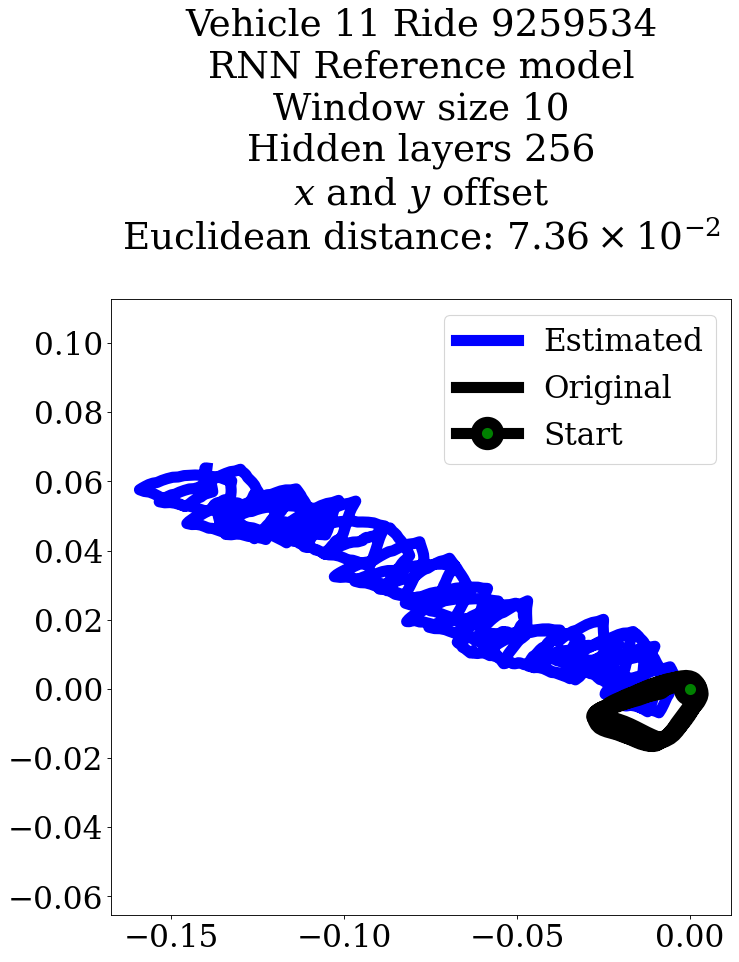 Vehicle 11 Ride 9259534
RNN Reference model
Window size 10
Hidden layers 256
x and y offset
Euclidean distance: 7.36 × 10⁻²
Estimated
Original
Start
0.10
0.08
0.06
0.04
0.02
0.00
−0.02
−0.04
−0.06
−0.15 −0.10 −0.05 0.00